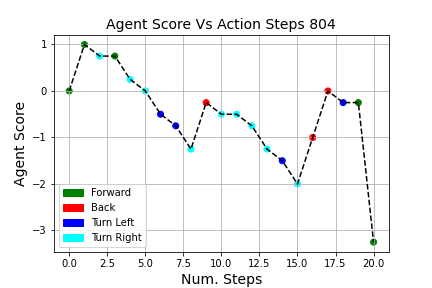 Agent Score Vs Action Steps 804
Agent Score
1
0
−1
−2
−3
Forward
Back
Turn Left
Turn Right
0.0 2.5 5.0 7.5 10.0 12.5 15.0 17.5 20.0
Num. Steps